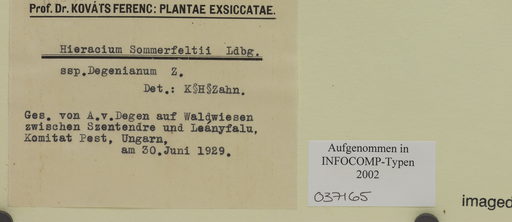 Prof. Dr. KOVÁTS FERENC: PLANTAE EXSICCATAE.
Hieracium Sommerfeltii Ldbg.
ssp.Degenianum Z.
Det.: K§H§Zahn.
Ges. von A.v.Degen auf Waldwiesen
zwischen Szentendre und Leányfalu,
Komitat Pest, Ungarn,
am 30.Juni 1929.
Aufgenommen in
INFOCOMP-Typen
2002
037165
imaged